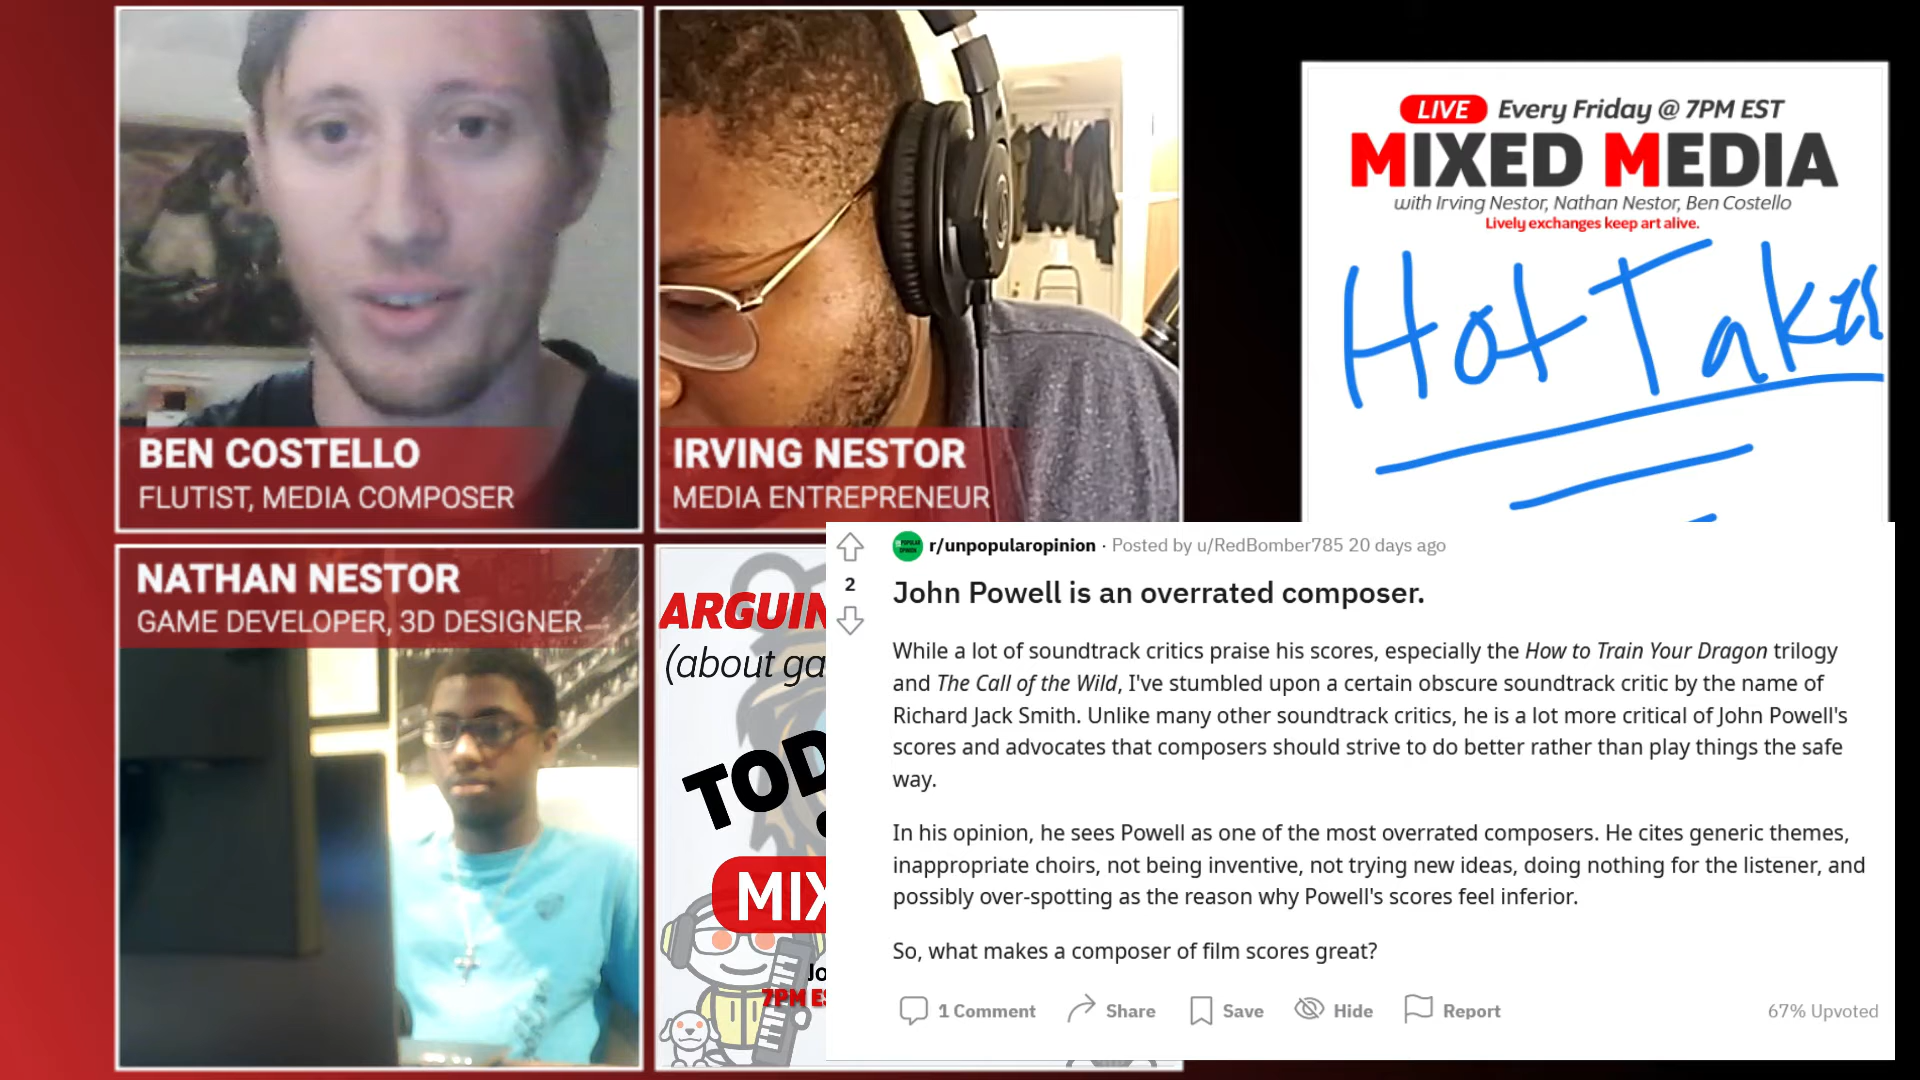 BEN COSTELLO
FLUTIST, MEDIA COMPOSER
IRVING NESTOR
MEDIA ENTREPRENEUR
LIVE Every Friday @ 7PM EST
MIXED MEDIA
with Irving Nestor, Nathan Nestor, Ben Costello
Lively exchanges keep art alive.
Hot Takes
NATHAN NESTOR
GAME DEVELOPER, 3D DESIGNER
ARGUIN
(about ga
TOD
MIX
Jo
7PM ES
r/unpopularopinion · Posted by u/RedBomber785 20 days ago
2
John Powell is an overrated composer.
While a lot of soundtrack critics praise his scores, especially the How to Train Your Dragon trilogy
and The Call of the Wild, I've stumbled upon a certain obscure soundtrack critic by the name of
Richard Jack Smith. Unlike many other soundtrack critics, he is a lot more critical of John Powell's
scores and advocates that composers should strive to do better rather than play things the safe
way.
In his opinion, he sees Powell as one of the most overrated composers. He cites generic themes,
inappropriate choirs, not being inventive, not trying new ideas, doing nothing for the listener, and
possibly over-spotting as the reason why Powell's scores feel inferior.
So, what makes a composer of film scores great?
1 Comment Share Save Hide Report 67% Upvoted